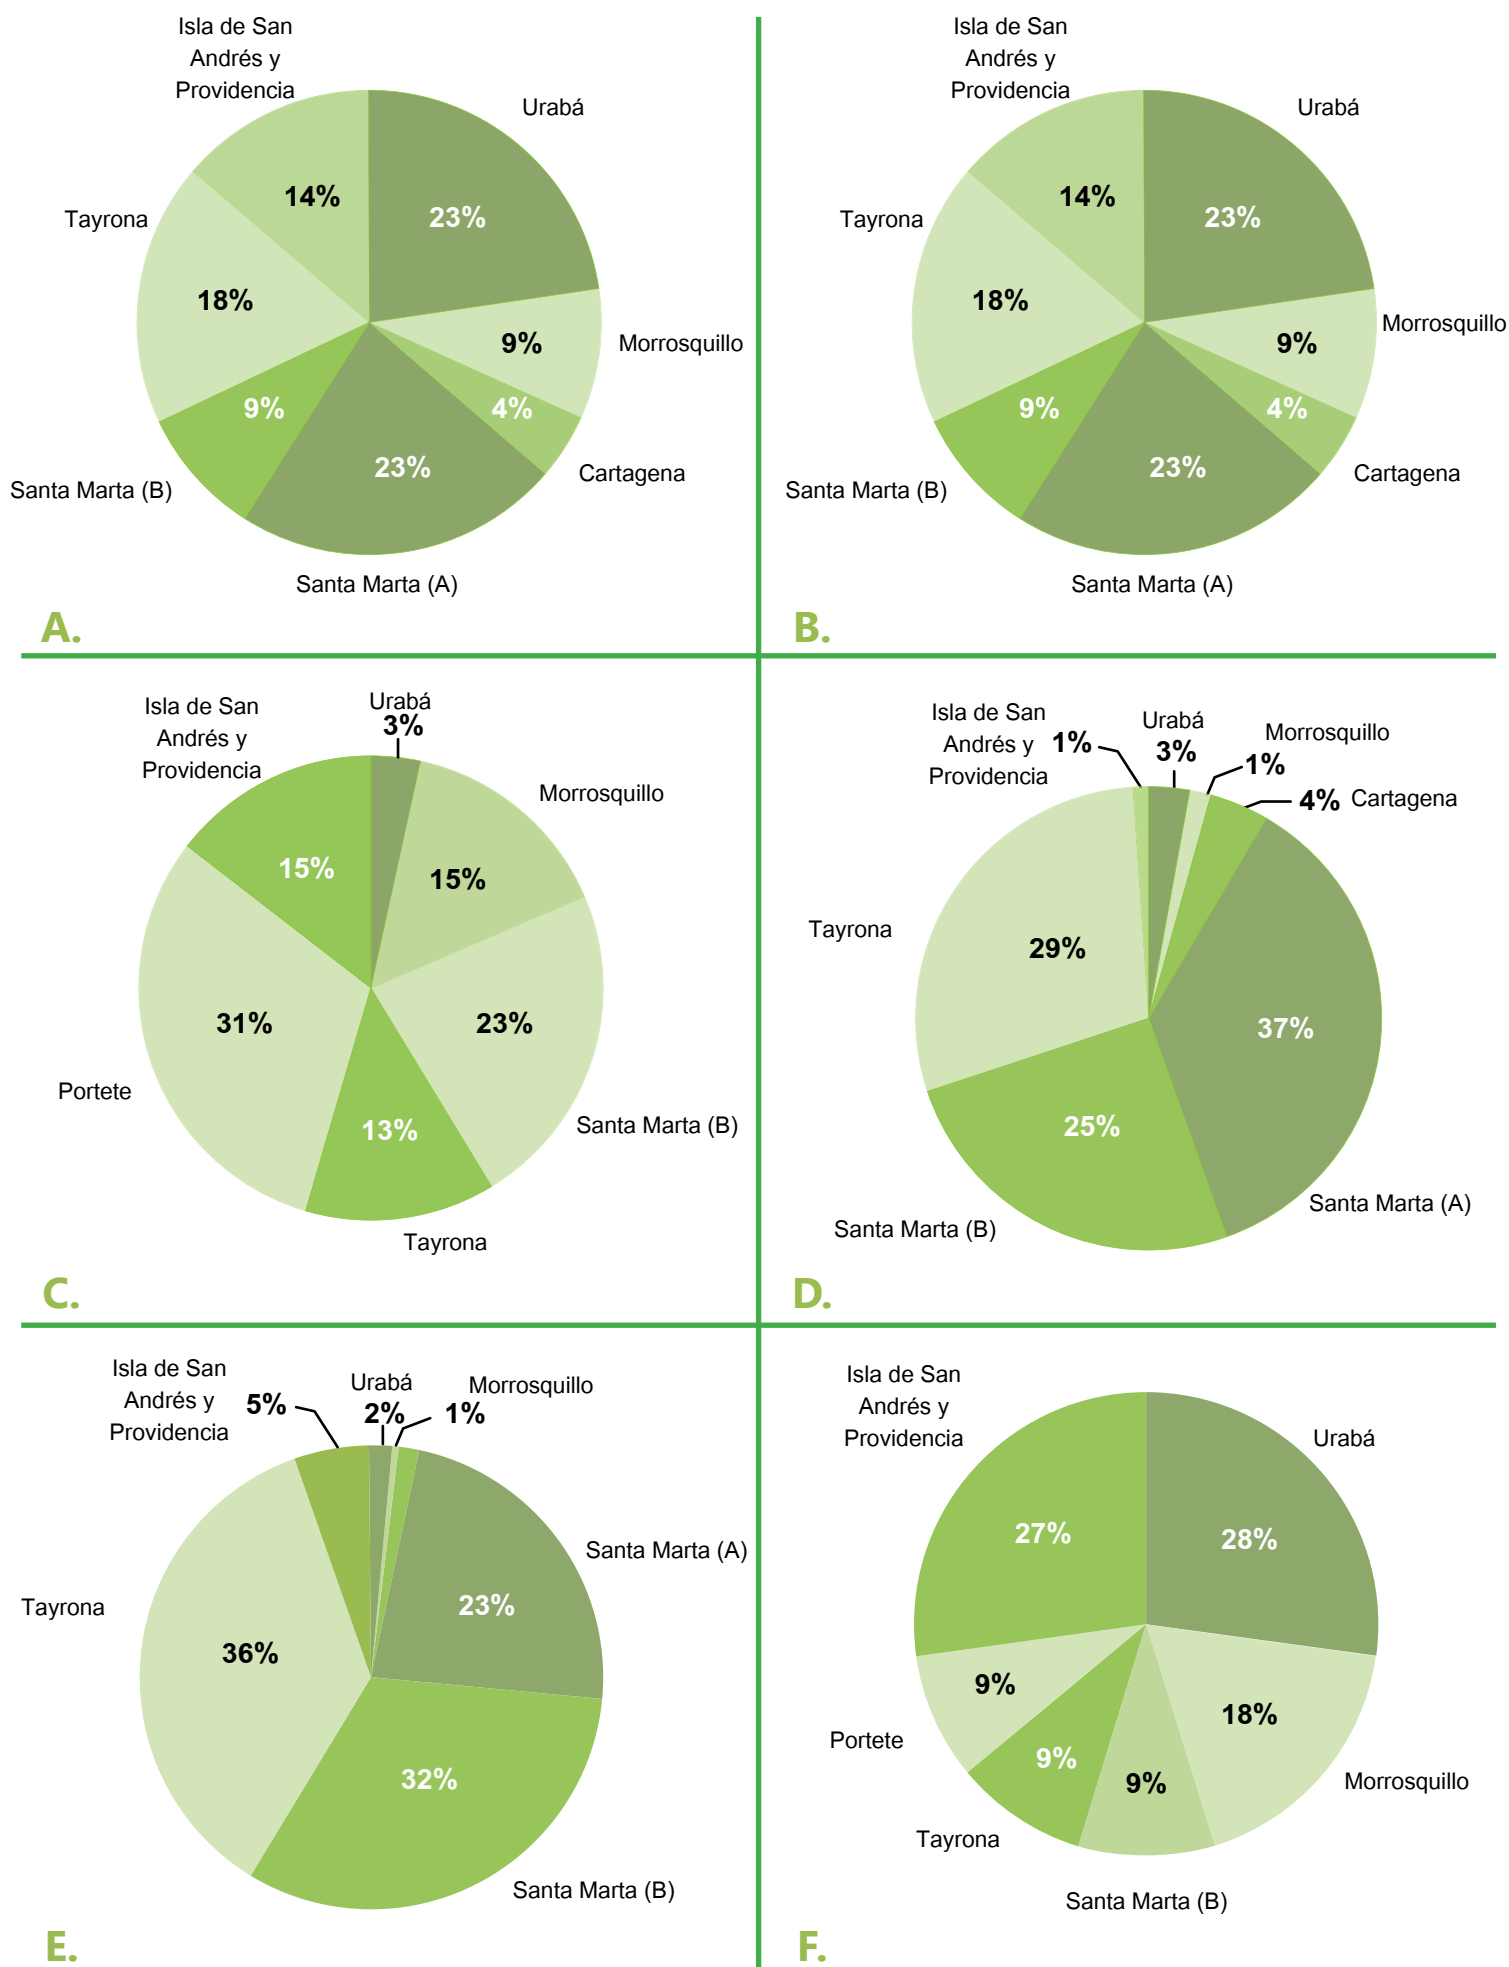 Isla de San
Andrés y
Providencia
Urabá
14%
23%
Tayrona
18%
9%
Morrosquillo
9%
4%
Cartagena
23%
Santa Marta (B)
Santa Marta (A)
A.
Isla de San
Andrés y
Providencia
Urabá
14%
23%
Tayrona
18%
9%
Morrosquillo
9%
4%
Cartagena
23%
Santa Marta (B)
Santa Marta (A)
B.
Isla de San
Andrés y
Providencia
Urabá
3%
Morrosquillo
15%
15%
31%
23%
Portete
13%
Santa Marta (B)
Tayrona
C.
Isla de San
Andrés y
Providencia
1%
Urabá
3%
Morrosquillo
1%
4% Cartagena
Tayrona
29%
37%
25%
Santa Marta (A)
Santa Marta (B)
D.
Isla de San
Andrés y
Providencia
5%
Urabá
2%
Morrosquillo
1%
Santa Marta (A)
Tayrona
23%
36%
32%
Santa Marta (B)
E.
Isla de San
Andrés y
Providencia
Urabá
27%
28%
9%
18%
Portete
9%
9%
Morrosquillo
Tayrona
Santa Marta (B)
F.